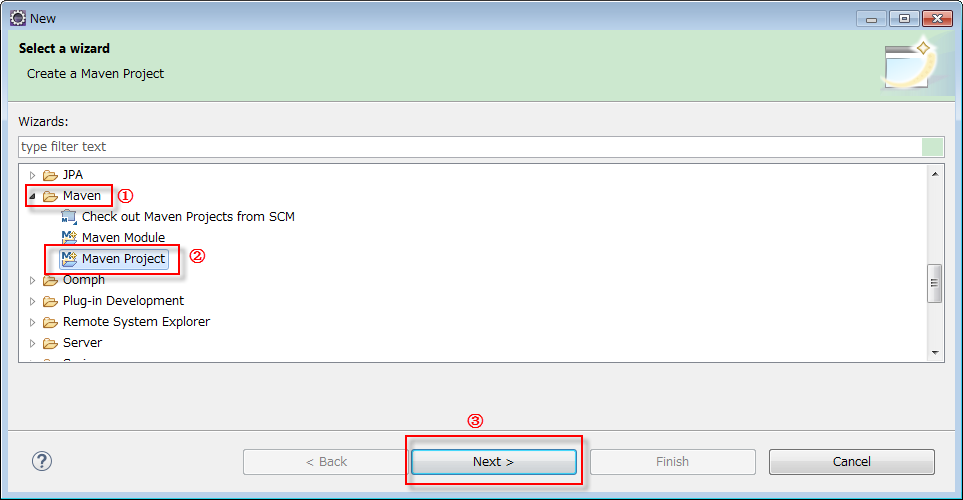 New
Select a wizard
Create a Maven Project
Wizards:
type filter text
JPA
Maven ①
Check out Maven Projects from SCM
Maven Module
Maven Project ②
Oomph
Plug-in Development
Remote System Explorer
Server
③
? < Back Next > Finish Cancel